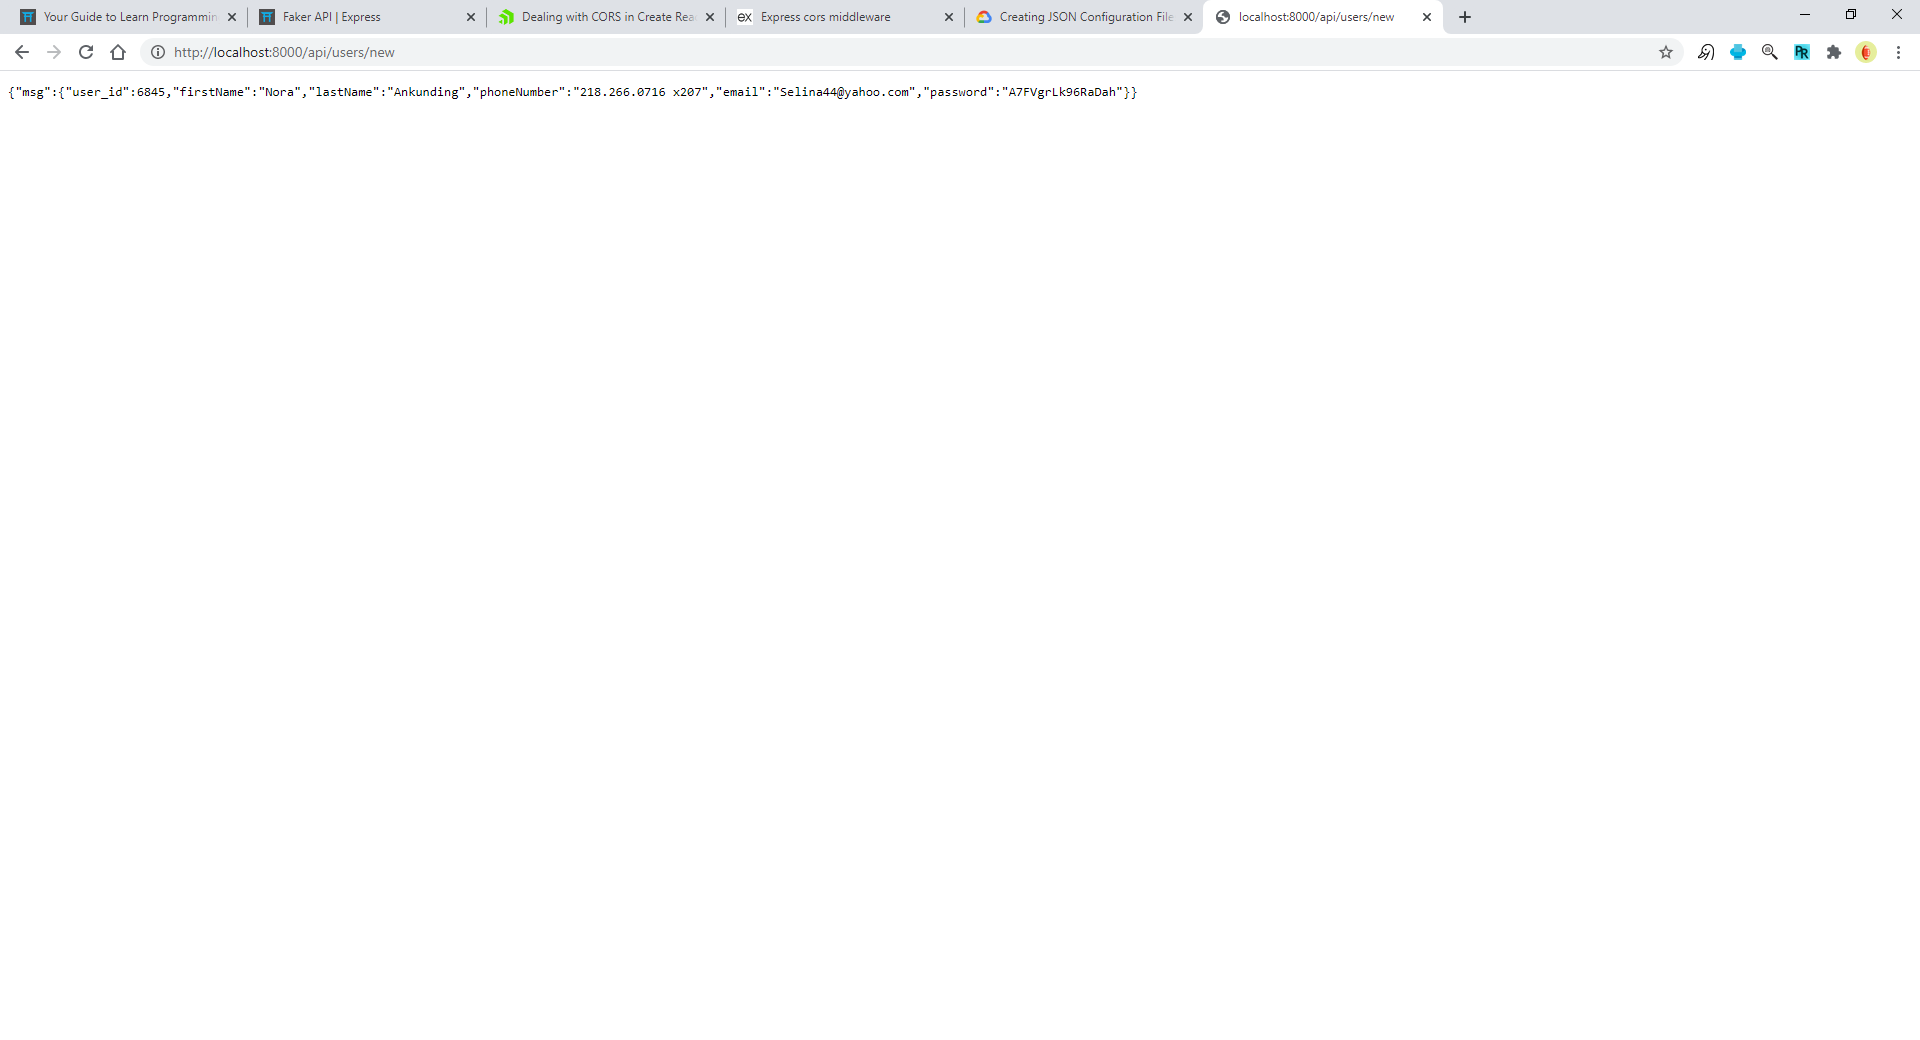 Your Guide to Learn Programmin
Faker API | Express
Dealing with CORS in Create Rea
ex Express cors middleware
Creating JSON Configuration File
localhost:8000/api/users/new
http://localhost:8000/api/users/new
PR
{"msg":{"user_id":6845,"firstName":"Nora","lastName":"Ankunding","phoneNumber":"218.266.0716 x207","email":"Selina44@yahoo.com","password":"A7FVgrLk96RaDah"}}